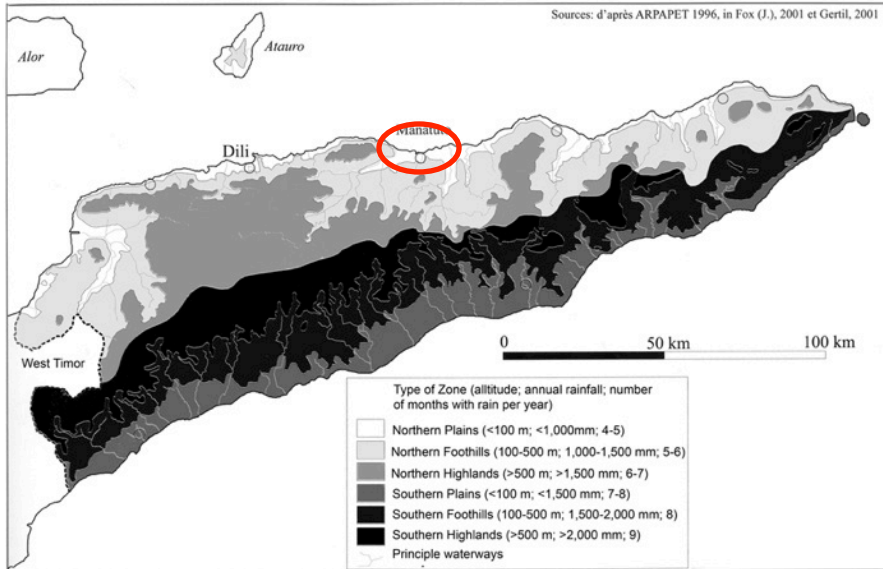 Sources: d'après ARPAPET 1996, in Fox (J.), 2001 et Gertil, 2001
Alor
Atauro
Manatuto
Dili
West Timor
0 50 km 100 km
Type of Zone (alltitude; annual rainfall; number
of months with rain per year)
Northern Plains (<100 m; <1,000mm; 4-5)
Northern Foothills (100-500 m; 1,000-1,500 mm; 5-6)
Northern Highlands (>500 m; >1,500 mm; 6-7)
Southern Plains (<100 m; <1,500 mm; 7-8)
Southern Foothills (100-500 m; 1,500-2,000 mm; 8)
Southern Highlands (>500 m; >2,000 mm; 9)
Principle waterways